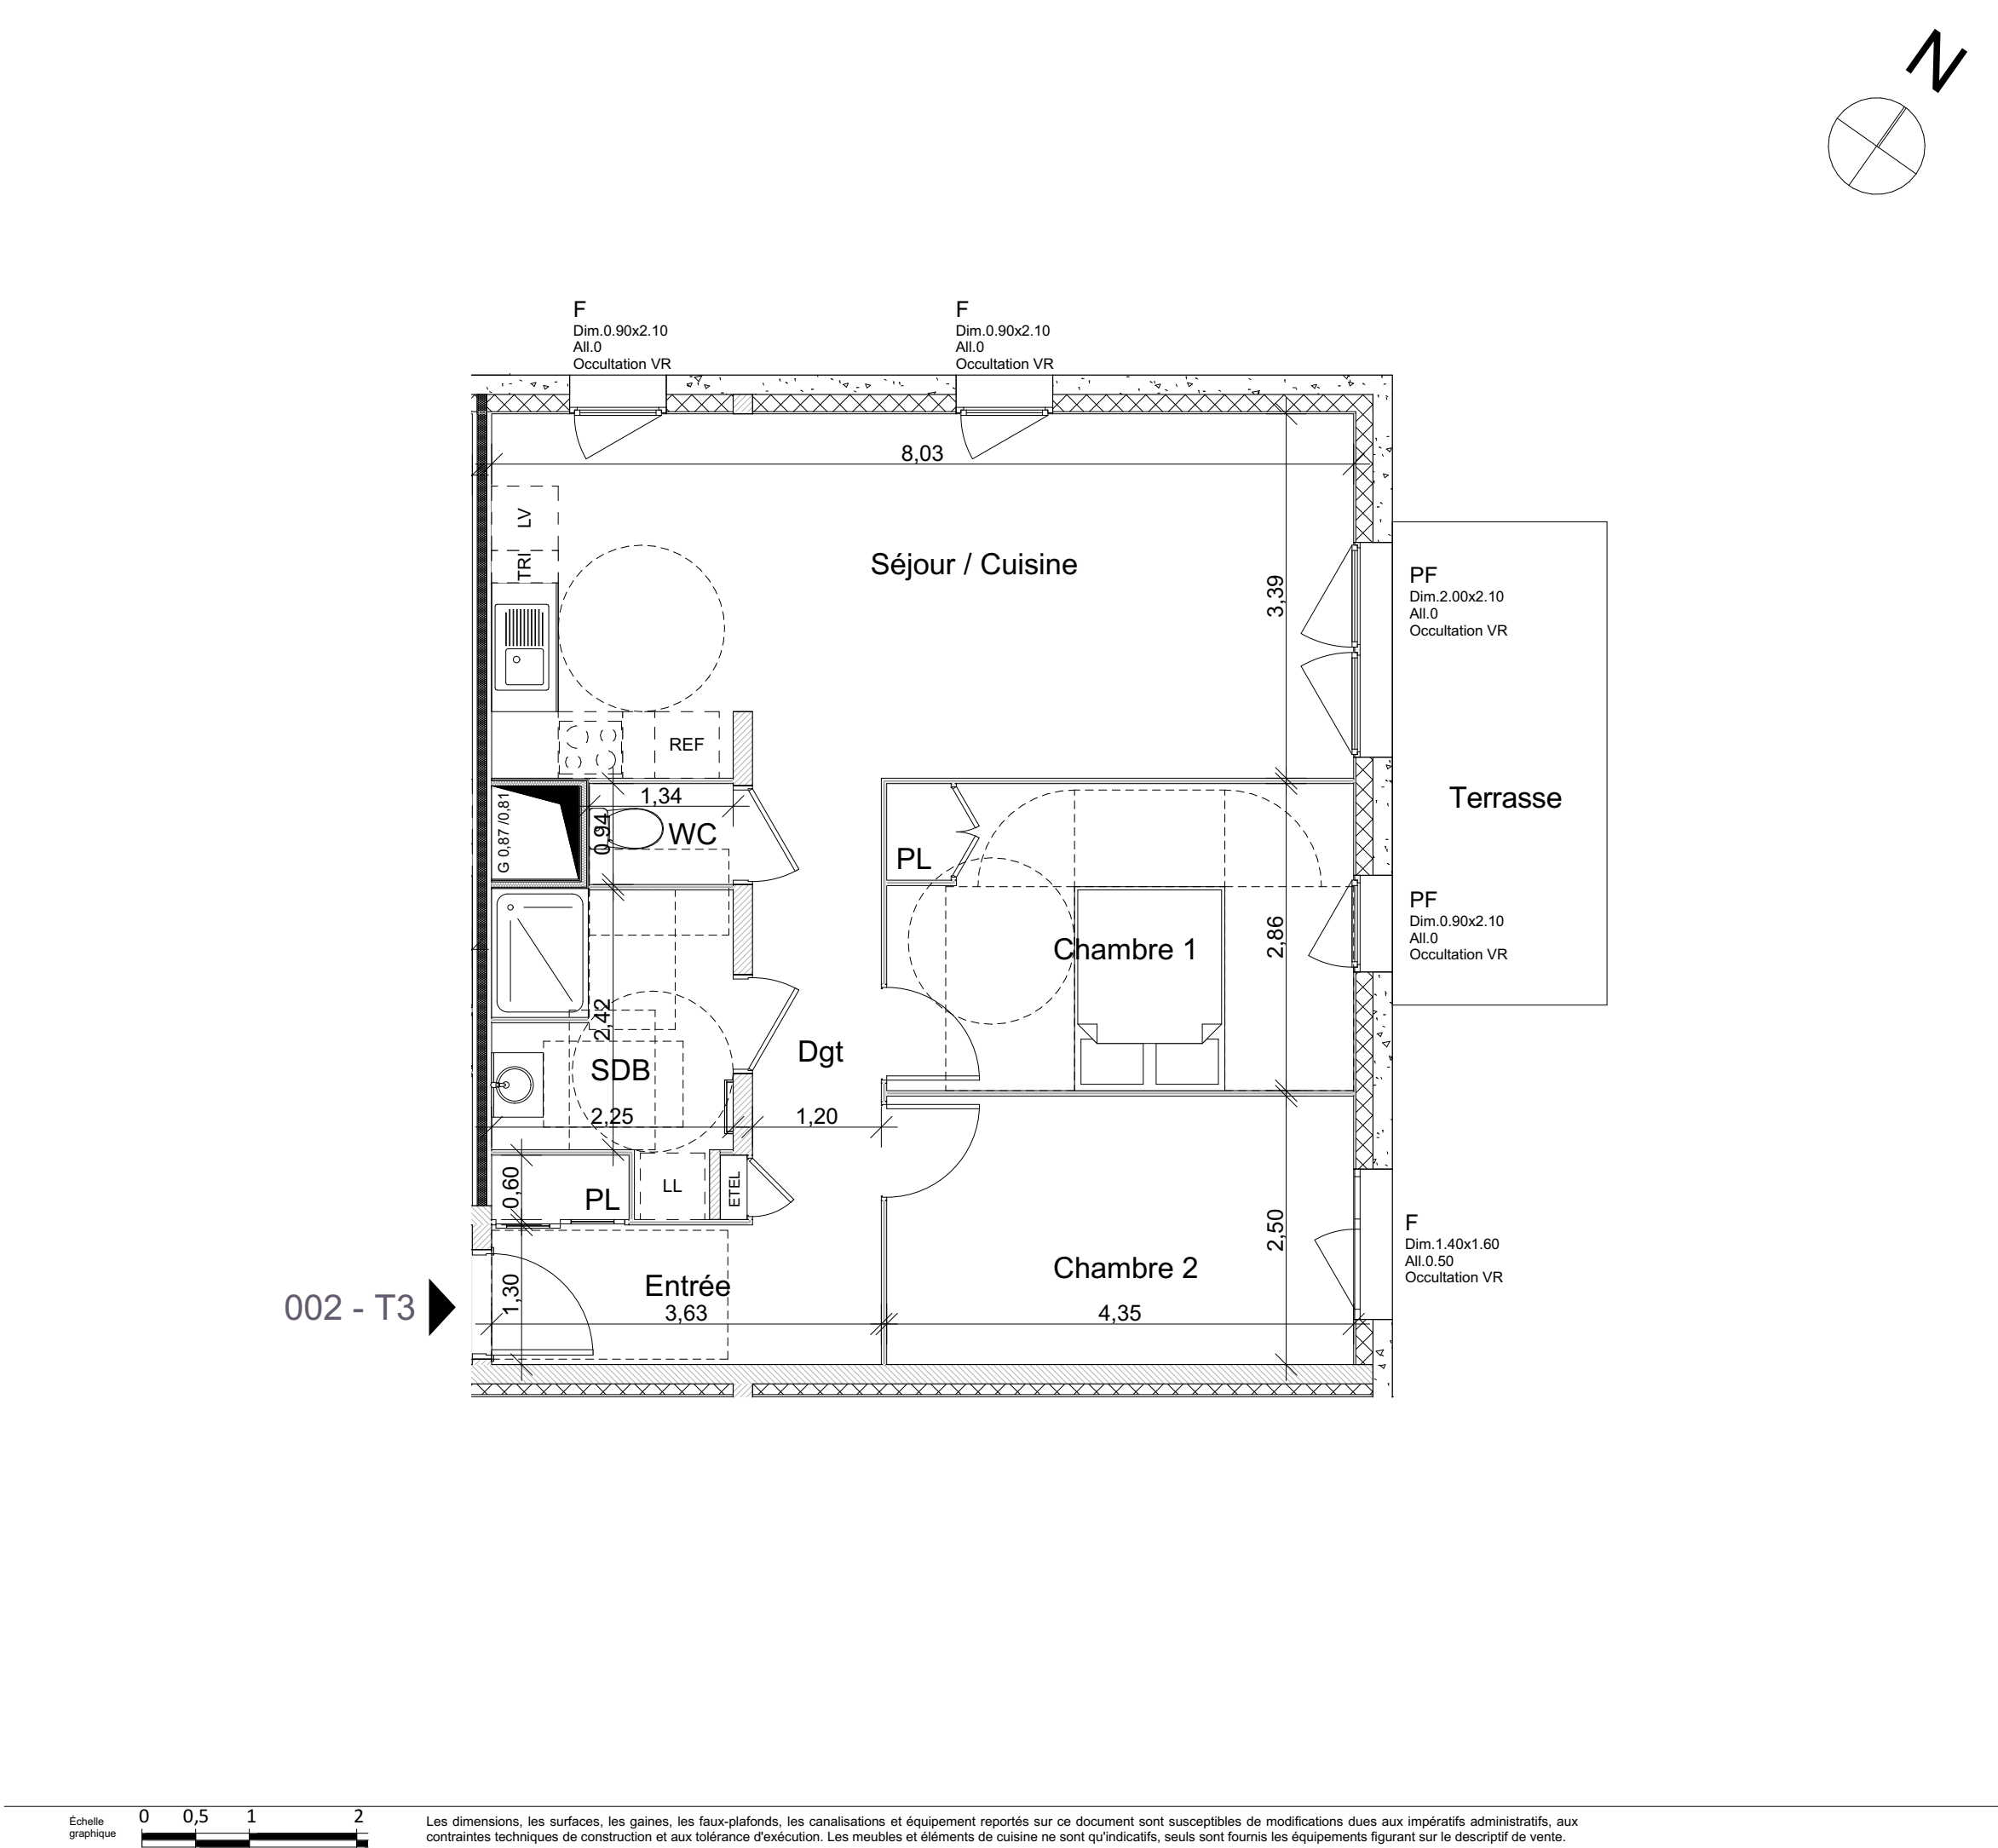 N
F
Dim.0.90x2.10
All.0
Occultation VR
F
Dim.0.90x2.10
All.0
Occultation VR
8,03
LV
TRI
Séjour / Cuisine
3,39
PF
Dim.2.00x2.10
All.0
Occultation VR
REF
Terrasse
1,34
G 0,87 /0,81
0,94
WC
PL
PF
Dim.0.90x2.10
All.0
Occultation VR
2,86
Chambre 1
2,42
Dgt
SDB
2,25
1,20
0,60
PL
LL
ETEL
2,50
F
Dim.1.40x1.60
All.0.50
Occultation VR
Chambre 2
1,30
Entrée
002 - T3
3,63
4,35
Échelle
graphique
0 0,5 1 2
Les dimensions, les surfaces, les gaines, les faux-plafonds, les canalisations et équipement reportés sur ce document sont susceptibles de modifications dues aux impératifs administratifs, aux
contraintes techniques de construction et aux tolérance d'exécution. Les meubles et éléments de cuisine ne sont qu'indicatifs, seuls sont fournis les équipements figurant sur le descriptif de vente.